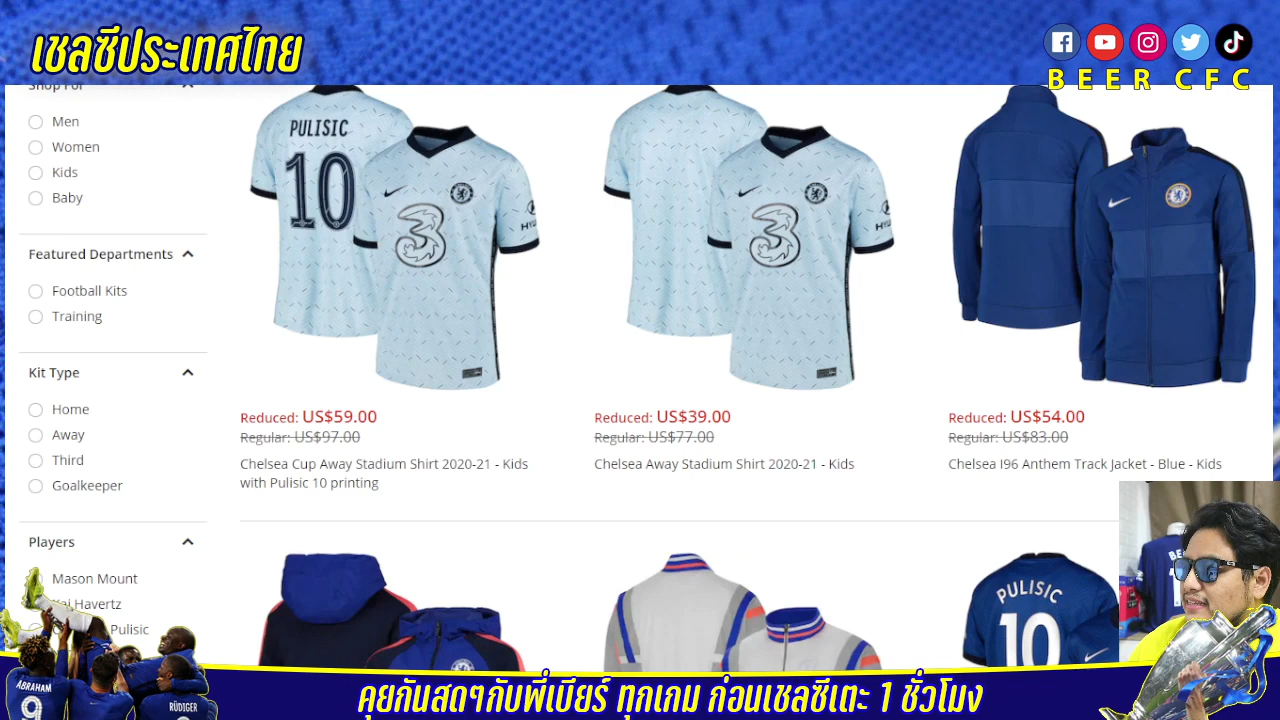 เชลซีประเทศไทย
BEER CFC
Shop For
Men
Women
Kids
Baby
Featured Departments
Football Kits
Training
Kit Type
Home
Away
Third
Goalkeeper
Players
Mason Mount
Havertz
Pulisic
PULISIC
10
3
3
Reduced: US$59.00
Regular: US$97.00
Chelsea Cup Away Stadium Shirt 2020-21 - Kids
with Pulisic 10 printing
Reduced: US$39.00
Regular: US$77.00
Chelsea Away Stadium Shirt 2020-21 - Kids
Reduced: US$54.00
Regular: US$83.00
Chelsea I96 Anthem Track Jacket - Blue - Kids
PULISIC
10
ABRAHAM
9
RÜDIGER
คุยกันสดๆกับพี่เบียร์ ทุกเกม ก่อนเชลซีเตะ 1 ชั่วโมง